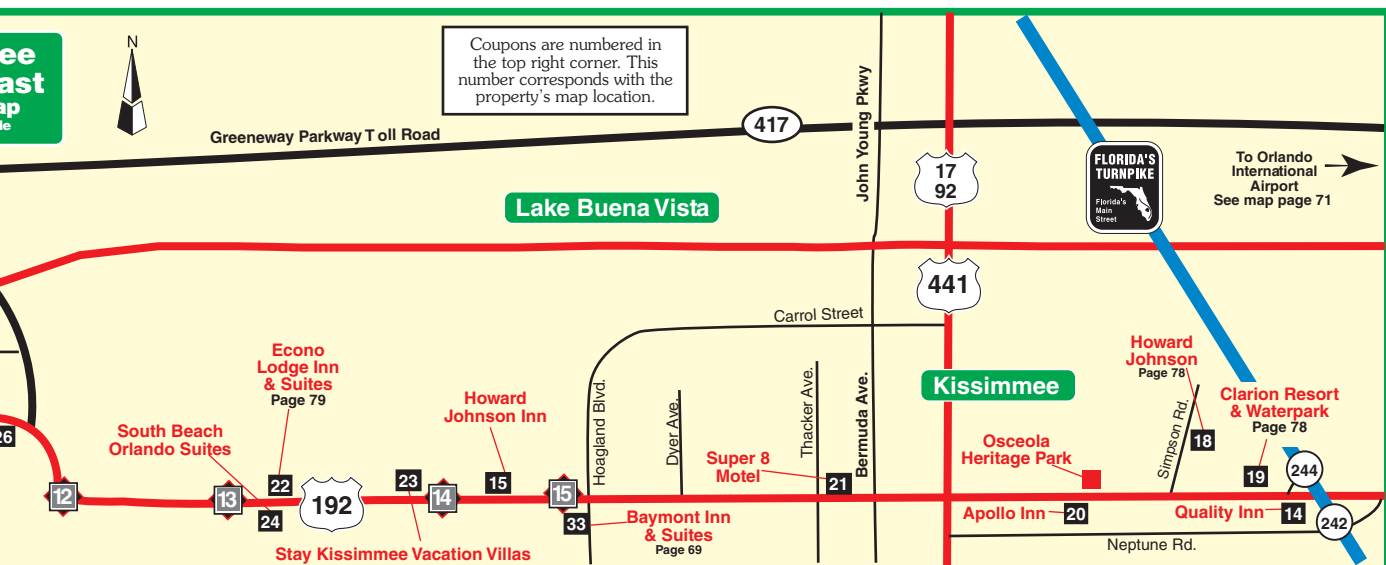 ee
ast
ap
le
N
Coupons are numbered in
the top right corner. This
number corresponds with the
property's map location.
Greeneway Parkway T oll Road
417
John Young Pkwy
17
92
FLORIDA'S
TURNPIKE
Florida's
Main
Street
To Orlando
International
Airport
See map page 71
Lake Buena Vista
441
Carrol Street
Kissimmee
Howard
Johnson
Page 78
Clarion Resort
& Waterpark
Page 78
Econo
Lodge Inn
& Suites
Page 79
Howard
Johnson Inn
South Beach
Orlando Suites
Hoagland Blvd.
Dyer Ave.
Thacker Ave.
Bermuda Ave.
Simpson Rd.
Super 8
Motel
Osceola
Heritage Park
26
12
13
22
24
192
23
14
15
15
33
21
18
19
244
Stay Kissimmee Vacation Villas
Baymont Inn
& Suites
Page 69
Apollo Inn
20
Quality Inn
14
242
Neptune Rd.